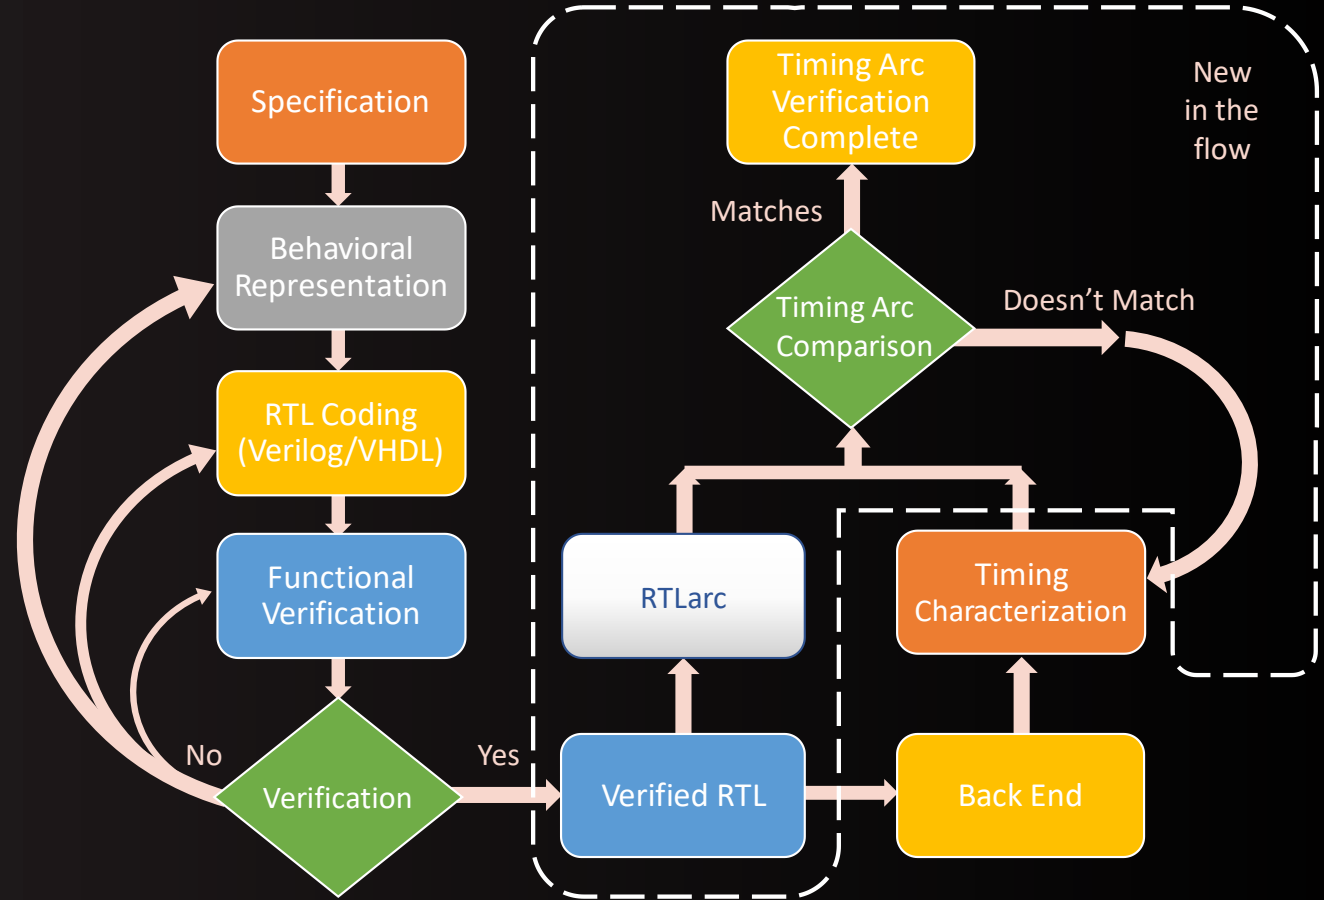 Specification
Behavioral
Representation
RTL Coding
(Verilog/VHDL)
Functional
Verification
No
Verification
Yes
Timing Arc
Verification
Complete
New
in the
flow
Matches
Timing Arc
Comparison
Doesn’t Match
RTLarc
Timing
Characterization
Verified RTL
Back End